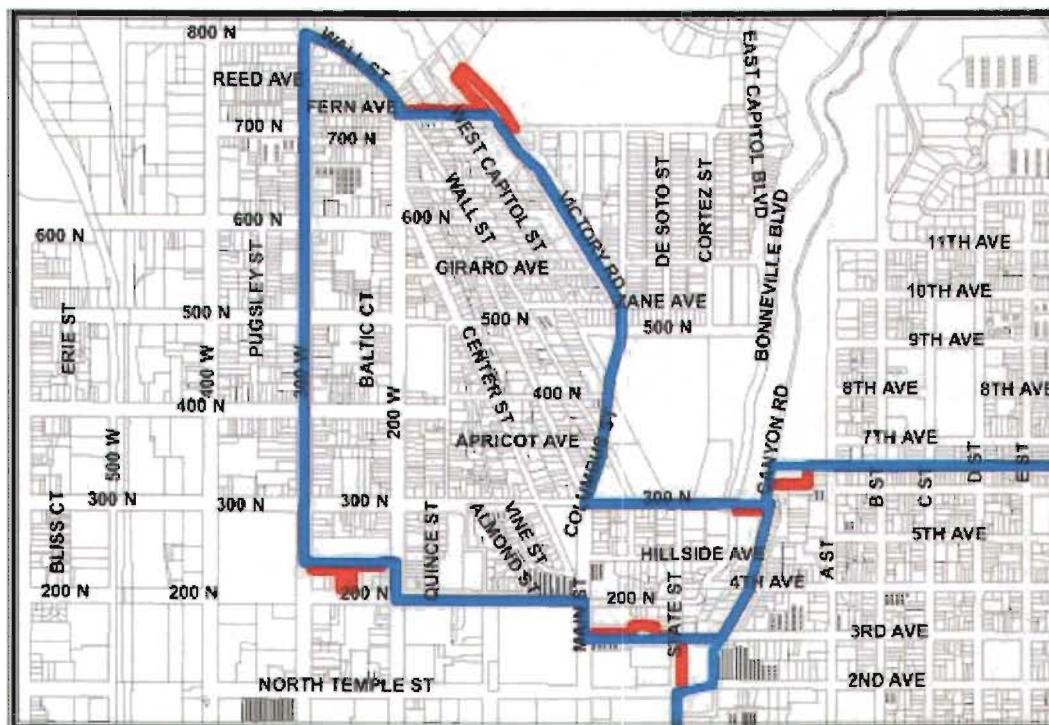 800 N
WALL ST
REED AVE
FERN AVE
700 N
700 N
WEST CAPITOL ST
EAST CAPITOL BLVD
WALL ST
600 N
600 N
600 N
VICTORY RD
DE SOTO ST
CORTEZ ST
BONNEVILLE BLVD
11TH AVE
GIRARD AVE
10TH AVE
ZANE AVE
500 N
500 N
500 N
9TH AVE
ERIE ST
PUGSLEY ST
400 W
300 W
BALTIC CT
200 W
CENTER ST
400 N
400 N
8TH AVE
8TH AVE
APRICOT AVE
COLUMBUS ST
CANYON RD
7TH AVE
500 W
BLISS CT
300 N
300 N
300 N
300 N
B ST
C ST
D ST
E ST
QUINCE ST
VINE ST
ALMOND ST
HILLSIDE AVE
5TH AVE
4TH AVE
A ST
200 N
200 N
200 N
200 N
MAIN ST
STATE ST
3RD AVE
NORTH TEMPLE ST
2ND AVE